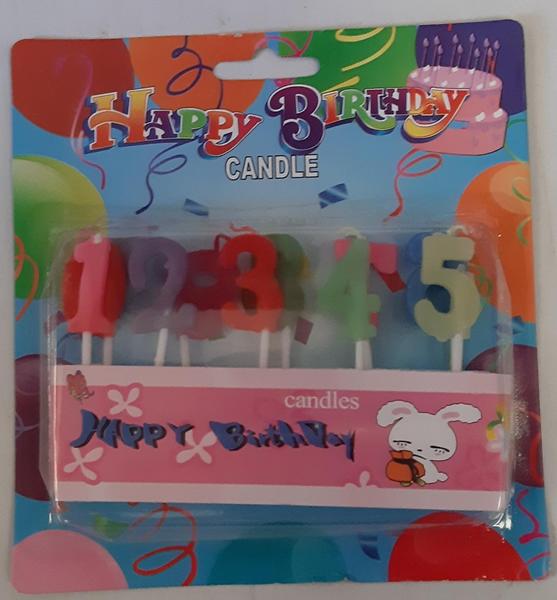 HAPPY BIRTHDAY
CANDLE
1 2 3 4 5
candles
HAPPY BirthDay